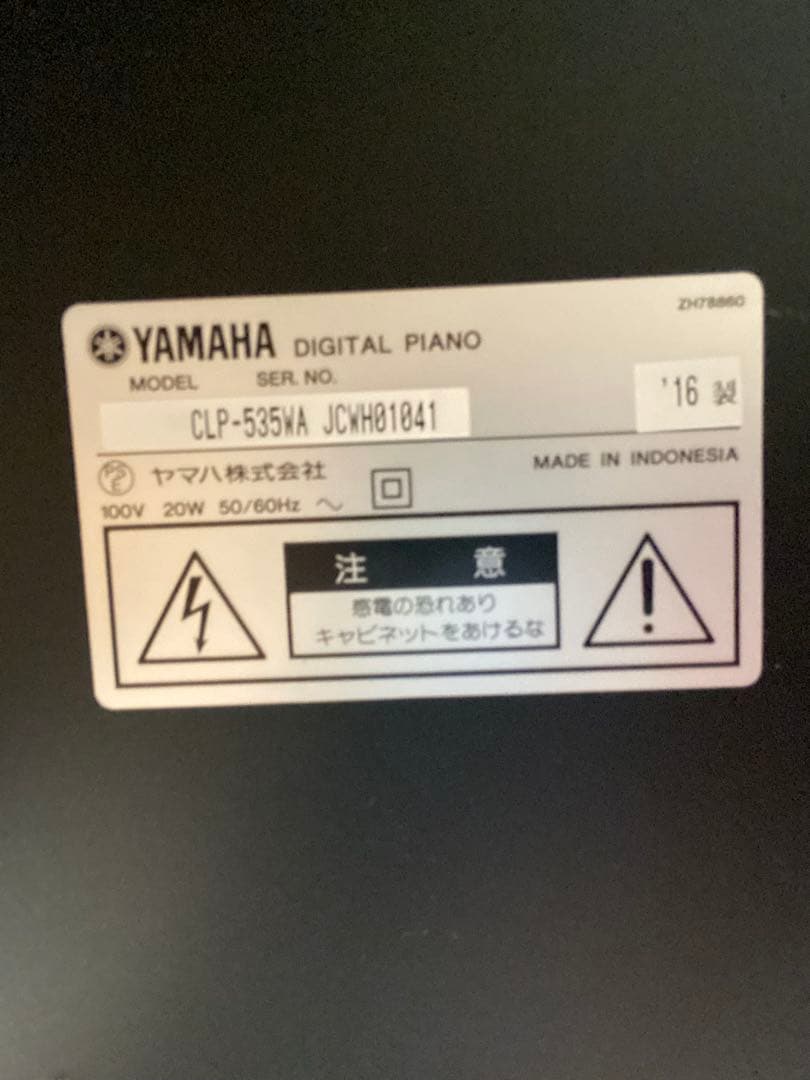 ZH78860
YAMAHA DIGITAL PIANO
MODEL SER. NO.
CLP-535WA JCWH01041 '16 製
PSE ヤマハ株式会社 MADE IN INDONESIA
100V 20W 50/60Hz ～
注 意
感電の恐れあり
キャビネットをあけるな